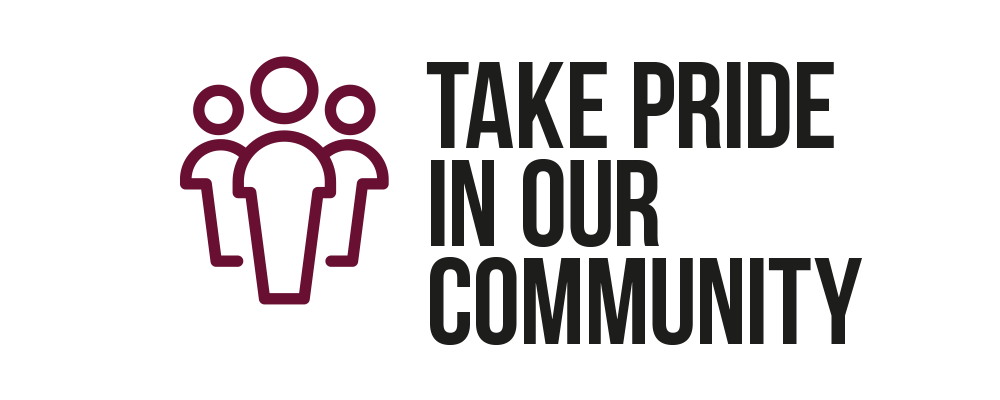 TAKE PRIDE
IN OUR
COMMUNITY